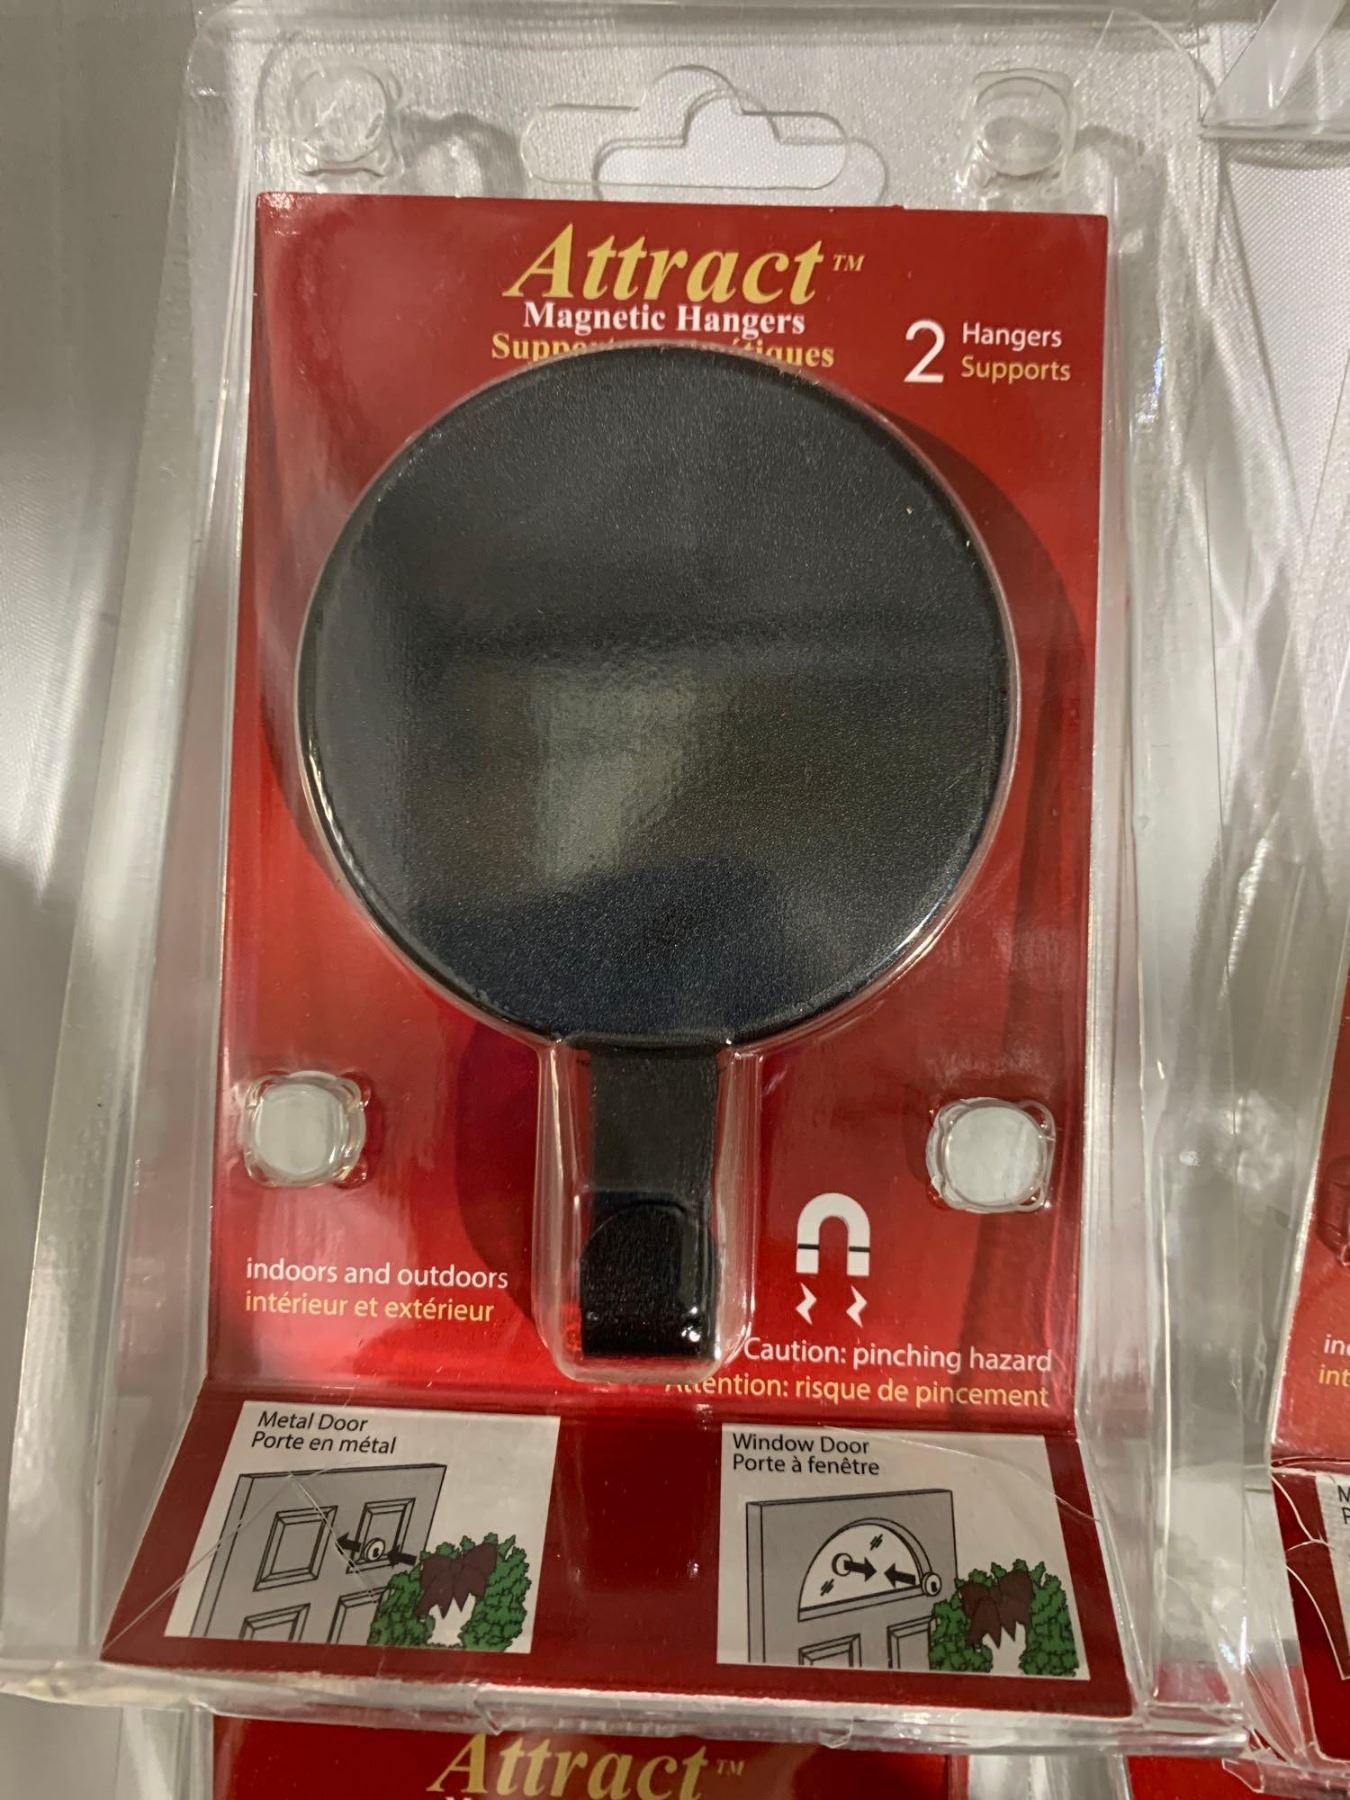 Attract™
Magnetic Hangers
2 Hangers
Supports
indoors and outdoors
intérieur et extérieur
Caution: pinching hazard
Attention: risque de pincement
Metal Door
Porte en métal
Window Door
Porte à fenêtre
Attract™